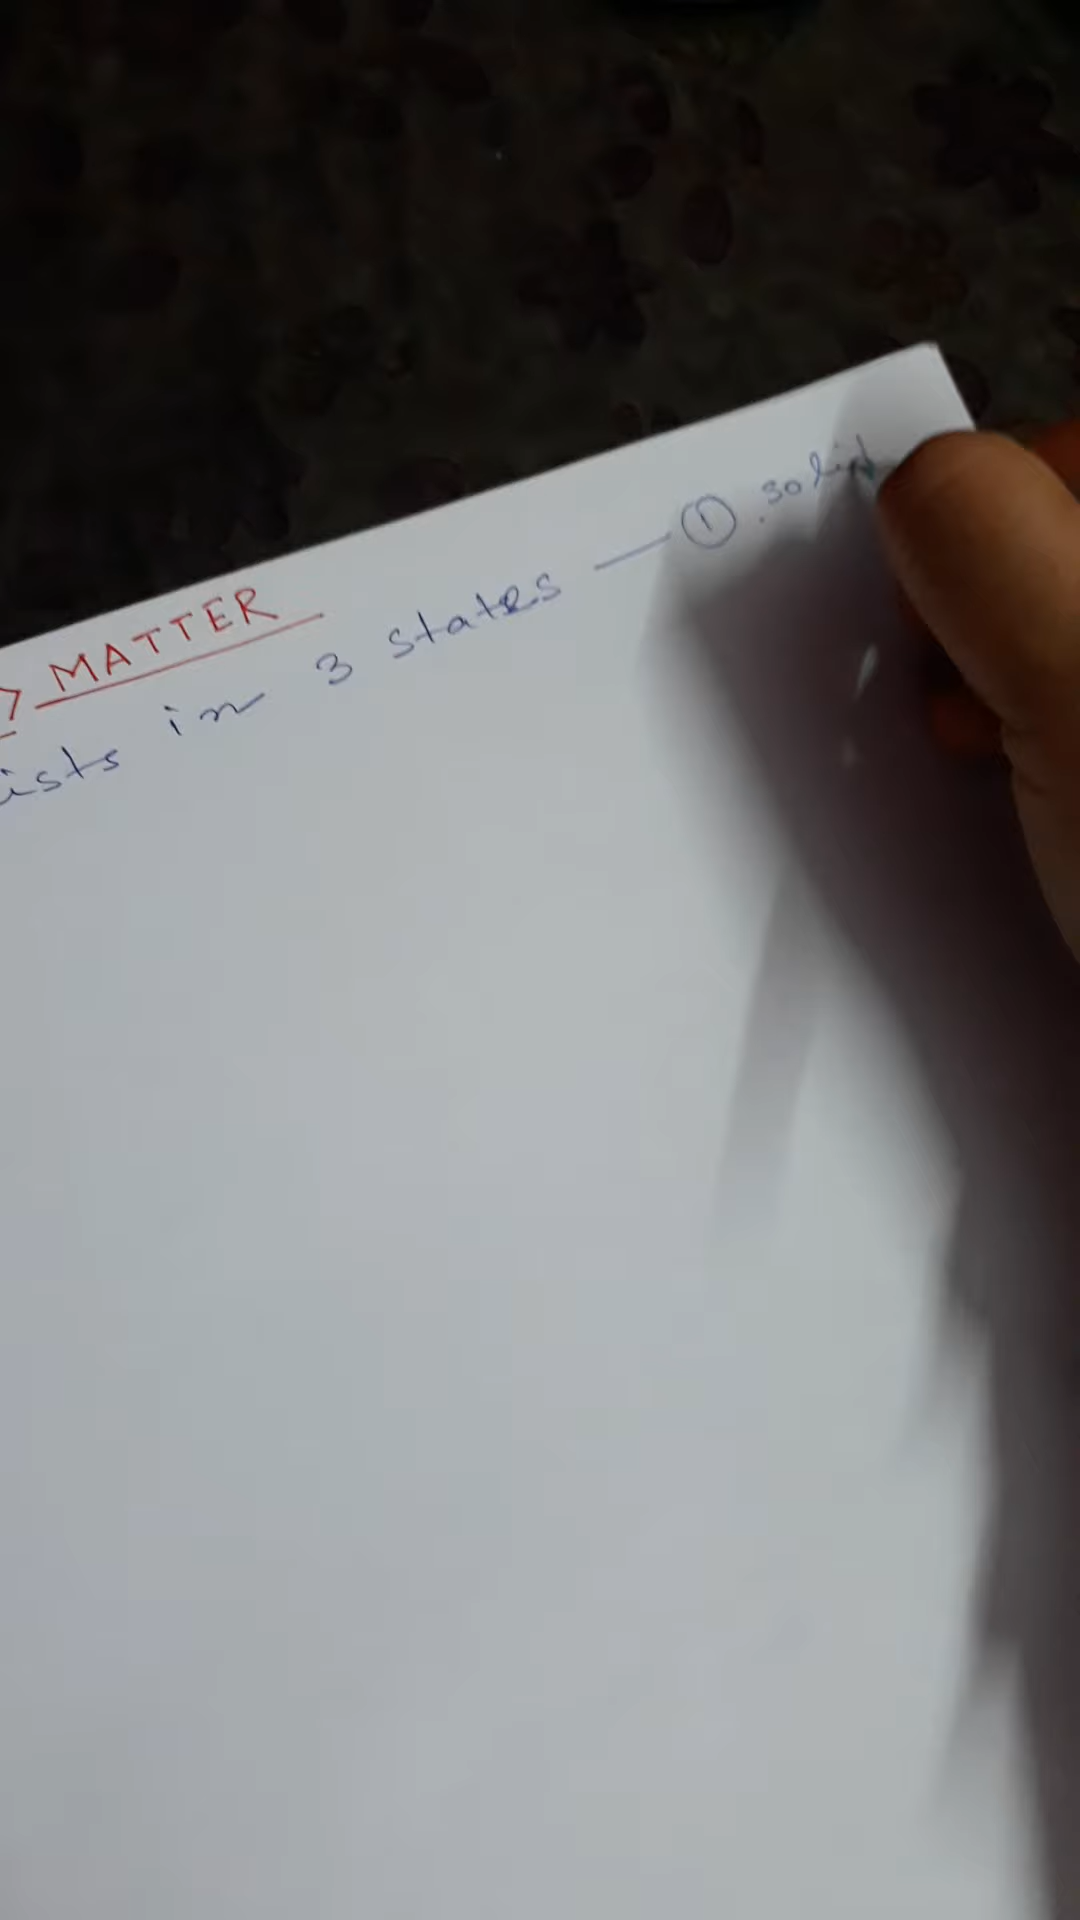 MATTER
ists in 3 states — ① solid